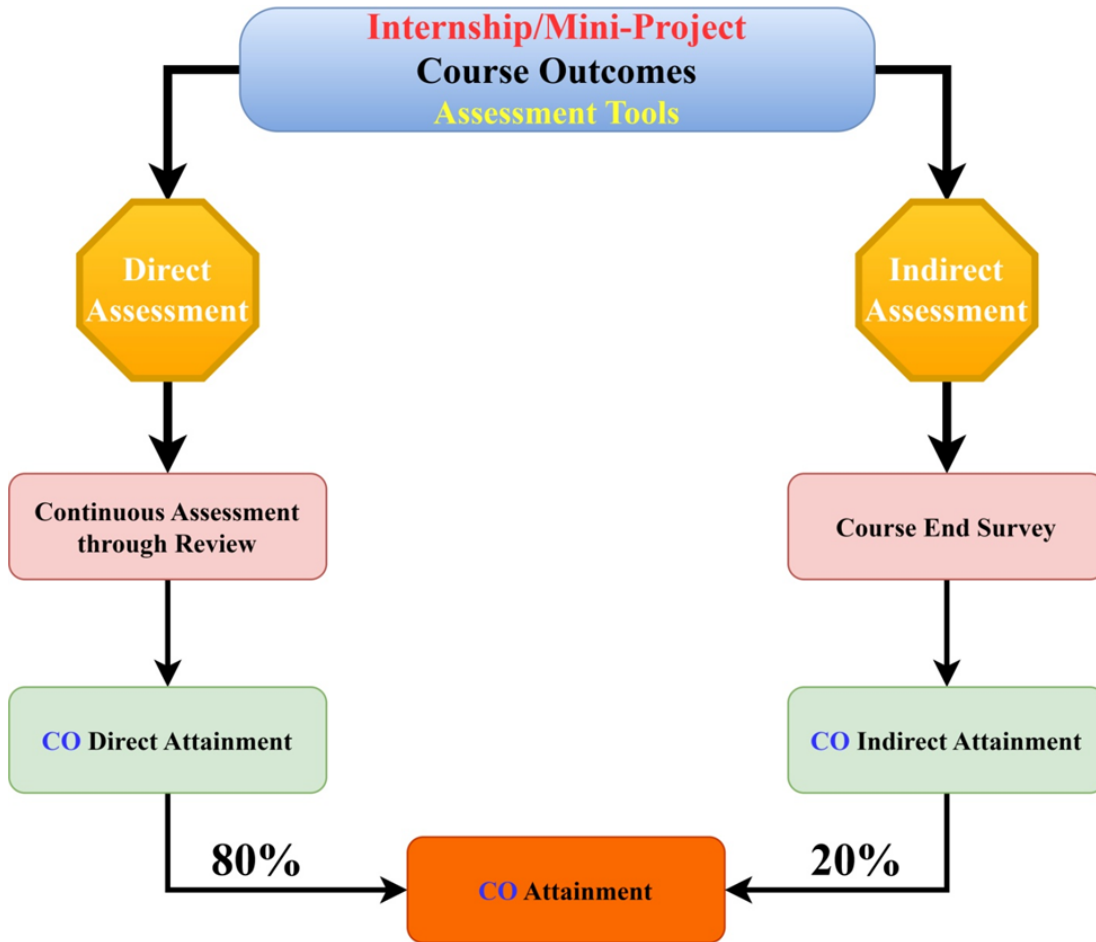 Internship/Mini-Project
Course Outcomes
Assessment Tools
Direct
Assessment
Indirect
Assessment
Continuous Assessment
through Review
Course End Survey
CO Direct Attainment
CO Indirect Attainment
80%
20%
CO Attainment